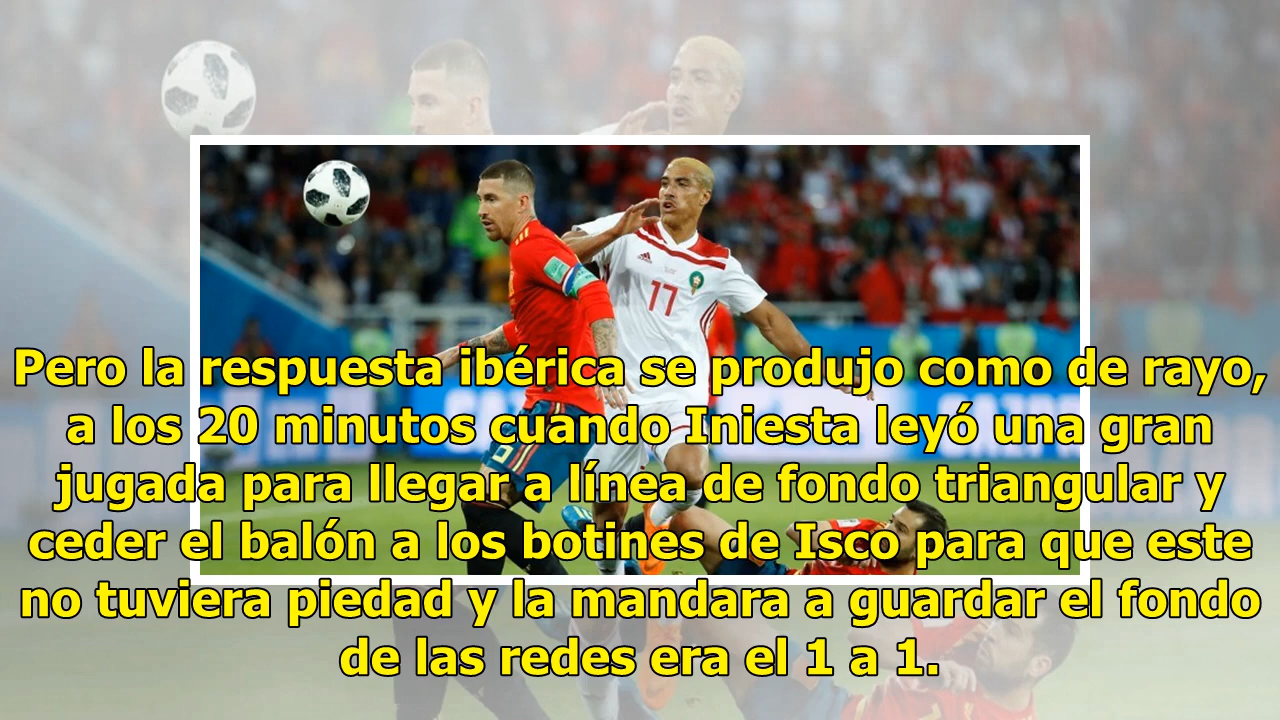 17
Pero la respuesta ibérica se produjo como de rayo,
a los 20 minutos cuando Iniesta leyó una gran
jugada para llegar a línea de fondo triangular y
ceder el balón a los botines de Isco para que este
no tuviera piedad y la mandara a guardar el fondo
de las redes era el 1 a 1.